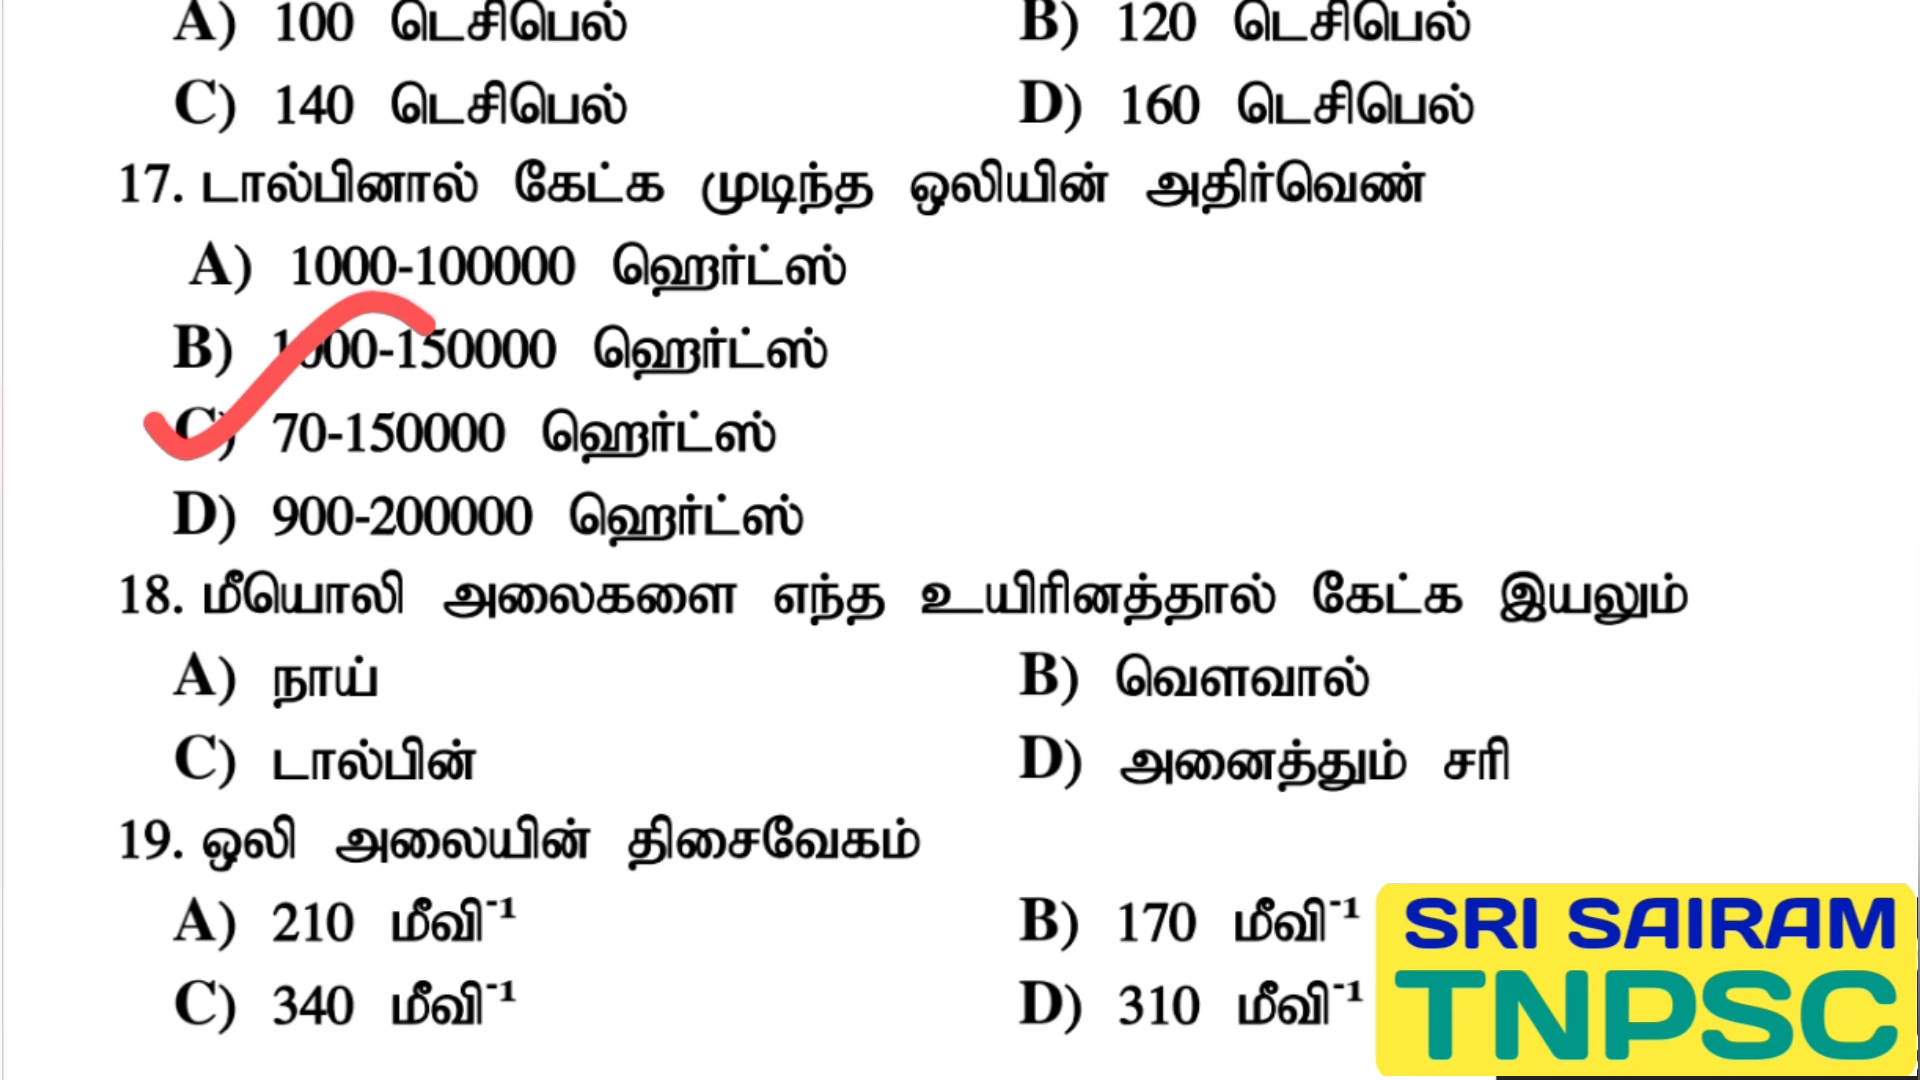 A) 100 டெசிபெல் B) 120 டெசிபெல்
C) 140 டெசிபெல் D) 160 டெசிபெல்
17. டால்பினால் கேட்க முடிந்த ஒலியின் அதிர்வெண்
A) 1000-100000 ஹெர்ட்ஸ்
B) 1000-150000 ஹெர்ட்ஸ்
C) 70-150000 ஹெர்ட்ஸ்
D) 900-200000 ஹெர்ட்ஸ்
18. மீயொலி அலைகளை எந்த உயிரினத்தால் கேட்க இயலும்
A) நாய் B) வௌவால்
C) டால்பின் D) அனைத்தும் சரி
19. ஒலி அலையின் திசைவேகம்
A) 210 மீவி⁻¹ B) 170 மீவி⁻¹
C) 340 மீவி⁻¹ D) 310 மீவி⁻¹
SRI SAIRAM
TNPSC